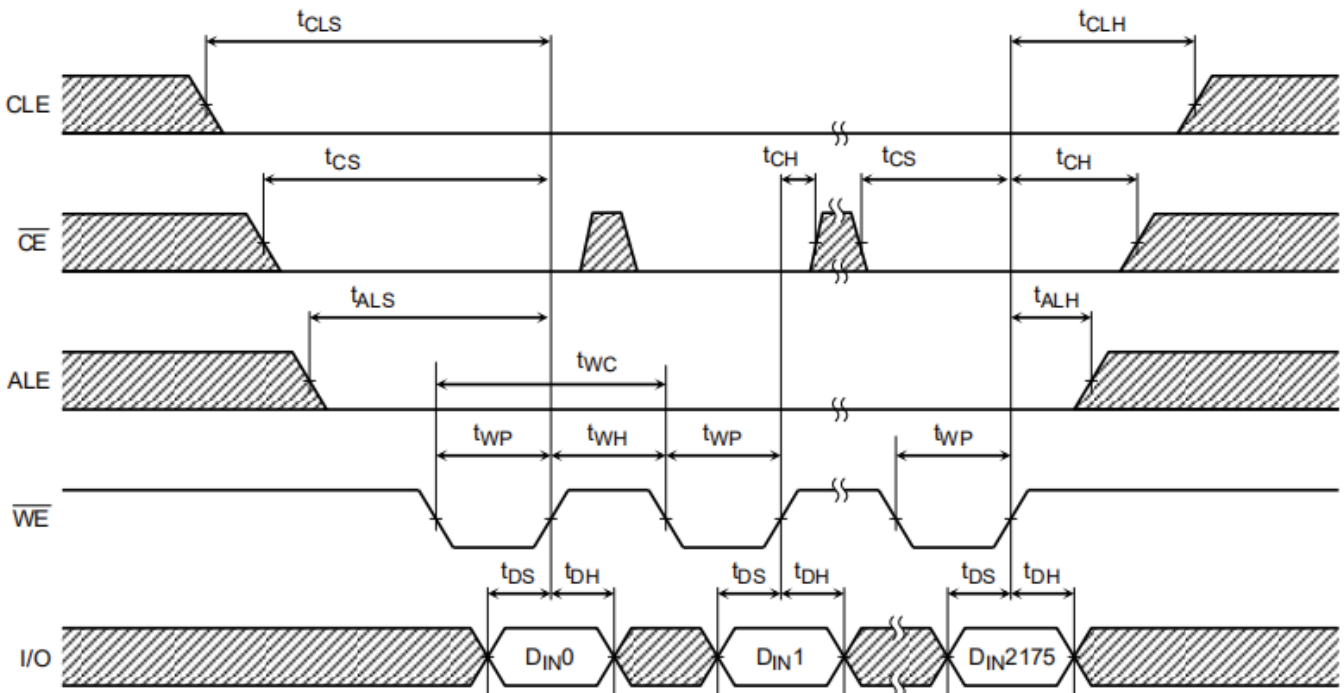 tCLS tCLH
CLE
tCS tCH tCS tCH
CE
tALS tALH
ALE
tWC
tWP tWH tWP tWP
WE
tDS tDH tDS tDH tDS tDH
I/O DIN0 DIN1 DIN2175